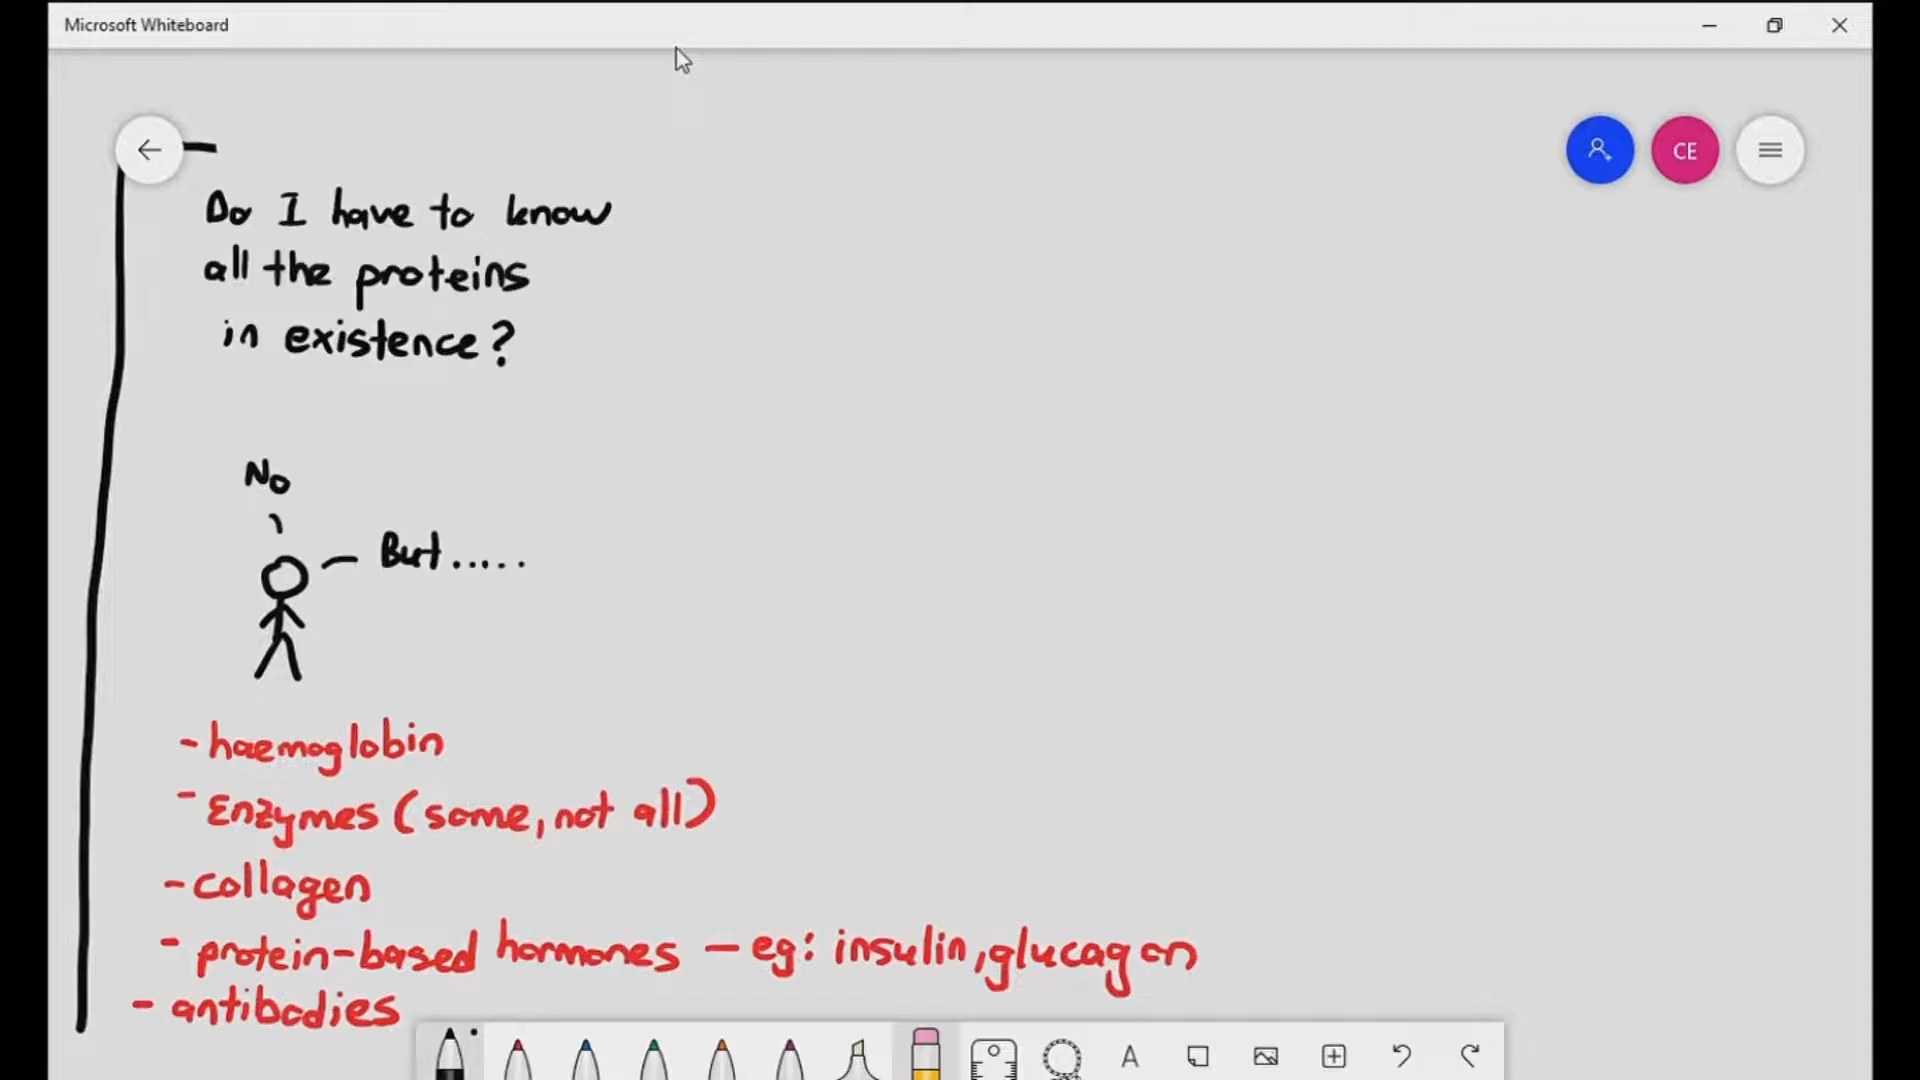 Microsoft Whiteboard
CE
Do I have to know
all the proteins
in existence?
No
But.....
- haemoglobin
- Enzymes (some, not all)
- collagen
- protein-based hormones - eg: insulin, glucagon
- antibodies
A